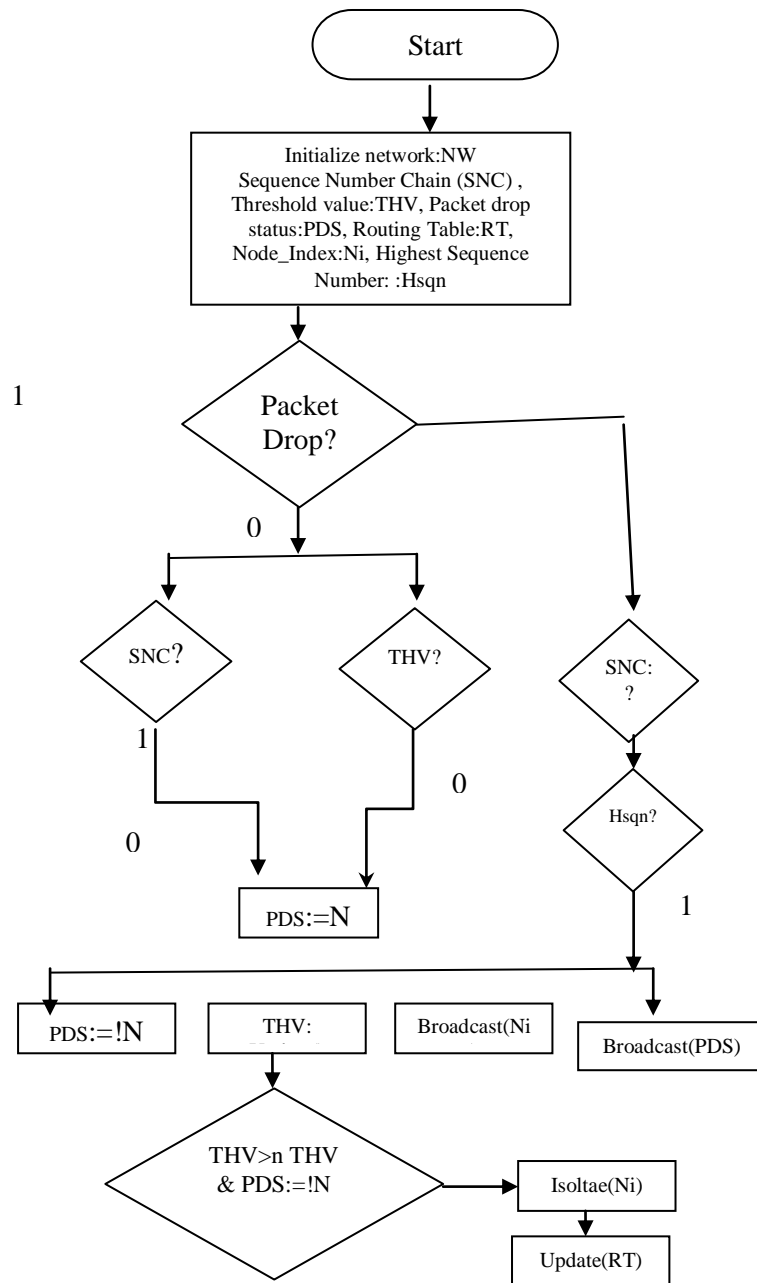 Start
Initialize network:NW
Sequence Number Chain (SNC) ,
Threshold value:THV, Packet drop
status:PDS, Routing Table:RT,
Node_Index:Ni, Highest Sequence
Number: :Hsqn
1
Packet
Drop?
0
SNC?
THV?
SNC:
?
1
0
Hsqn?
0
PDS:=N
1
PDS:=!N
THV:
Broadcast(Ni
Broadcast(PDS)
THV>n THV
& PDS:=!N
Isoltae(Ni)
Update(RT)